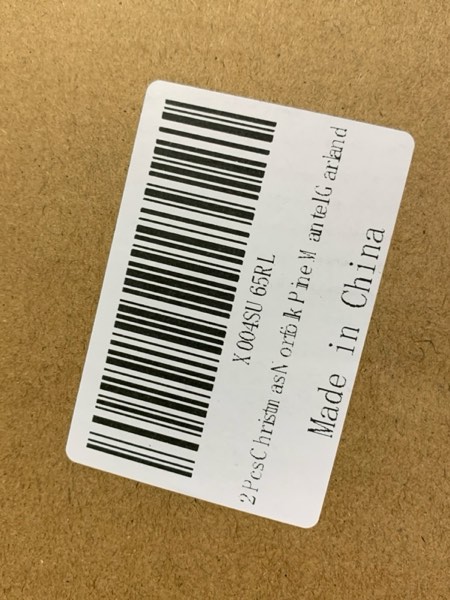 X004SU65RL
2PcsChristmasNorfolkPineMantelGarland
Made in China